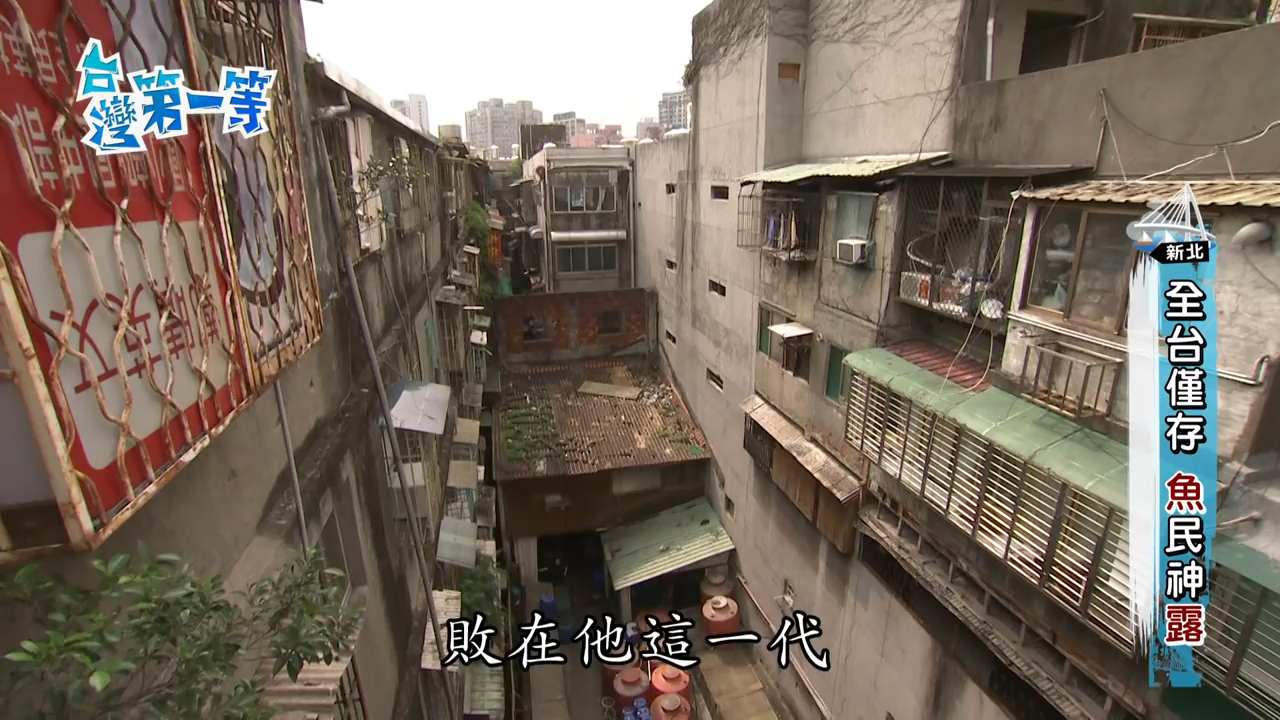 台灣第一等
新北
全台僅存 魚民神露
敗在他這一代